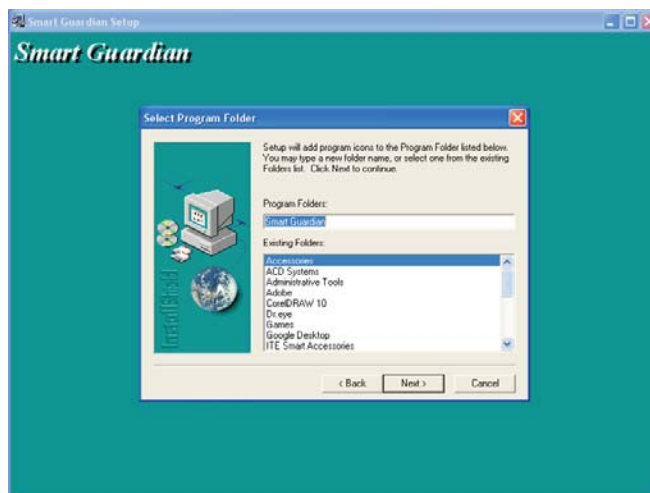 Smart Guardian Setup
Smart Guardian
Select Program Folder
Setup will add program icons to the Program Folder listed below.
You may type a new folder name, or select one from the existing
Folders list. Click Next to continue.
Program Folders:
Smart Guardian
Existing Folders:
Accessories
ACD Systems
Administrative Tools
Adobe
CorelDRAW 10
Dr.eye
Games
Google Desktop
ITE Smart Accessories
InstallShield
< Back
Next >
Cancel